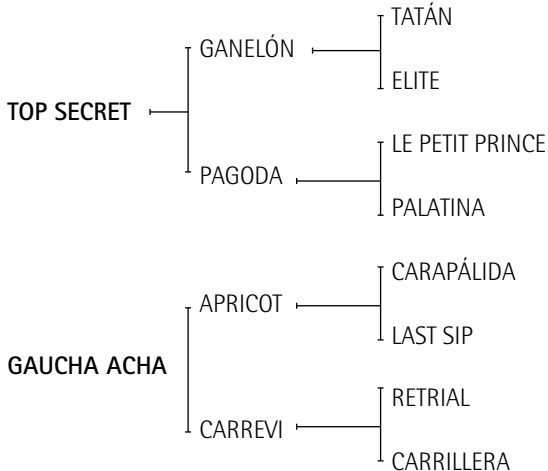 TATÁN
GANELÓN
ELITE
TOP SECRET
LE PETIT PRINCE
PAGODA
PALATINA
CARAPÁLIDA
APRICOT
LAST SIP
GAUCHA ACHA
RETRIAL
CARREVI
CARRILLERA